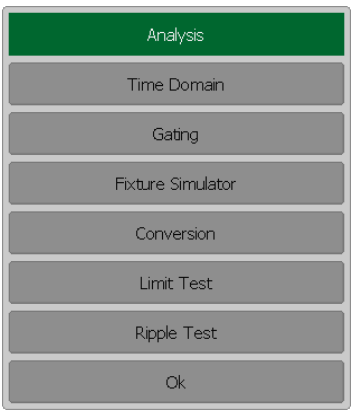 Analysis
Time Domain
Gating
Fixture Simulator
Conversion
Limit Test
Ripple Test
Ok